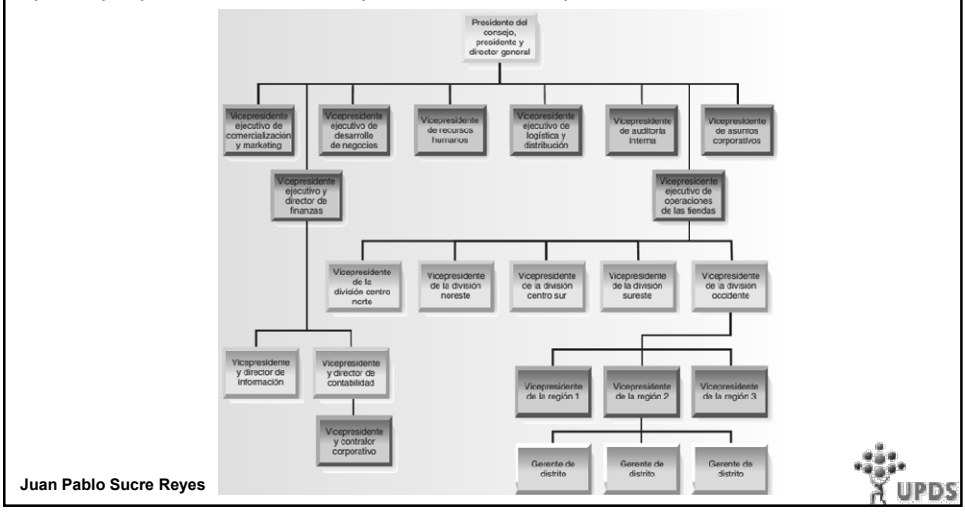 Presidente del
consejo,
presidente y
director general
Vicepresidente
ejecutivo de
comercialización
y marketing
Vicepresidente
ejecutivo de
desarrollo
de negocios
Vicepresidente
de recursos
humanos
Vicepresidente
ejecutivo de
logística y
distribución
Vicepresidente
de auditoría
interna
Vicepresidente
de asuntos
corporativos
Vicepresidente
ejecutivo y
director de
finanzas
Vicepresidente
ejecutivo de
operaciones
de las tiendas
Vicepresidente
de la
división centro
norte
Vicepresidente
de la división
noreste
Vicepresidente
de la división
centro sur
Vicepresidente
de la división
sureste
Vicepresidente
de la división
occidente
Vicepresidente
y director de
información
Vicepresidente
y director de
contabilidad
Vicepresidente
de la región 1
Vicepresidente
de la región 2
Vicepresidente
de la región 3
Vicepresidente
y contralor
corporativo
Gerente de
distrito
Gerente de
distrito
Gerente de
distrito
Juan Pablo Sucre Reyes
UPDS